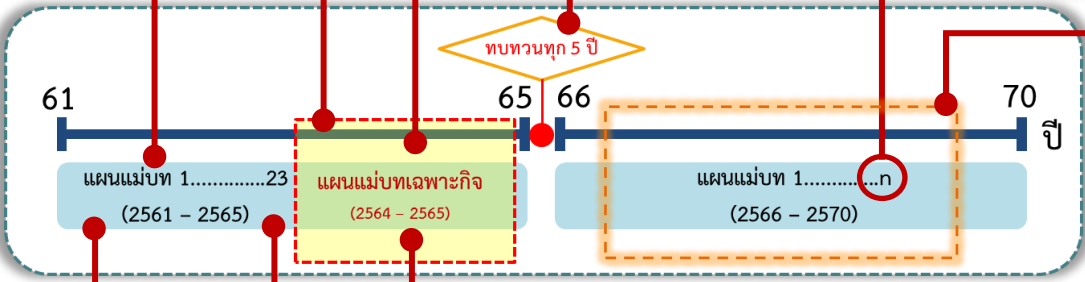 ทบทวนทุก 5 ปี
61
65
66
70
ปี
แผนแม่บท 1.............23
(2561 – 2565)
แผนแม่บทเฉพาะกิจ
(2564 – 2565)
แผนแม่บท 1.............n
(2566 – 2570)